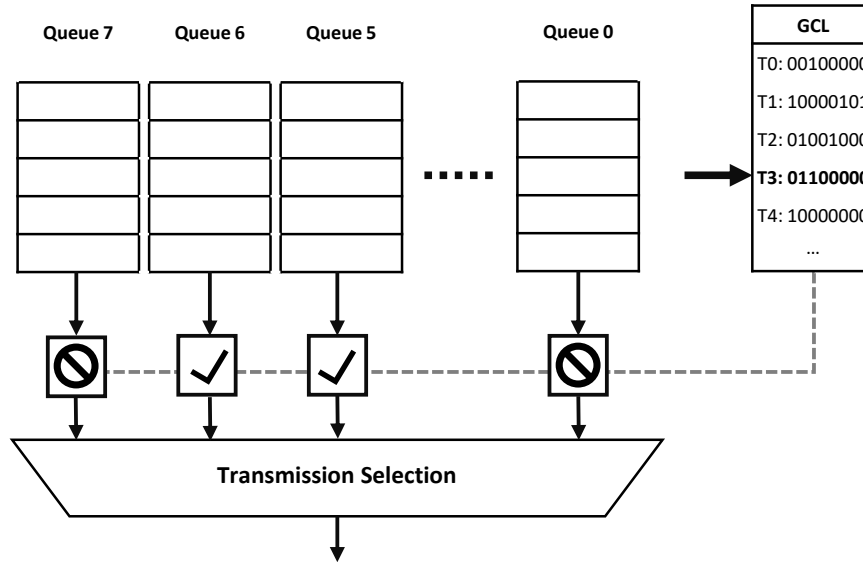 Queue 7 Queue 6 Queue 5 Queue 0 GCL
T0: 00100000
T1: 10000101
T2: 01001000
T3: 01100000
T4: 10000000
...
Transmission Selection